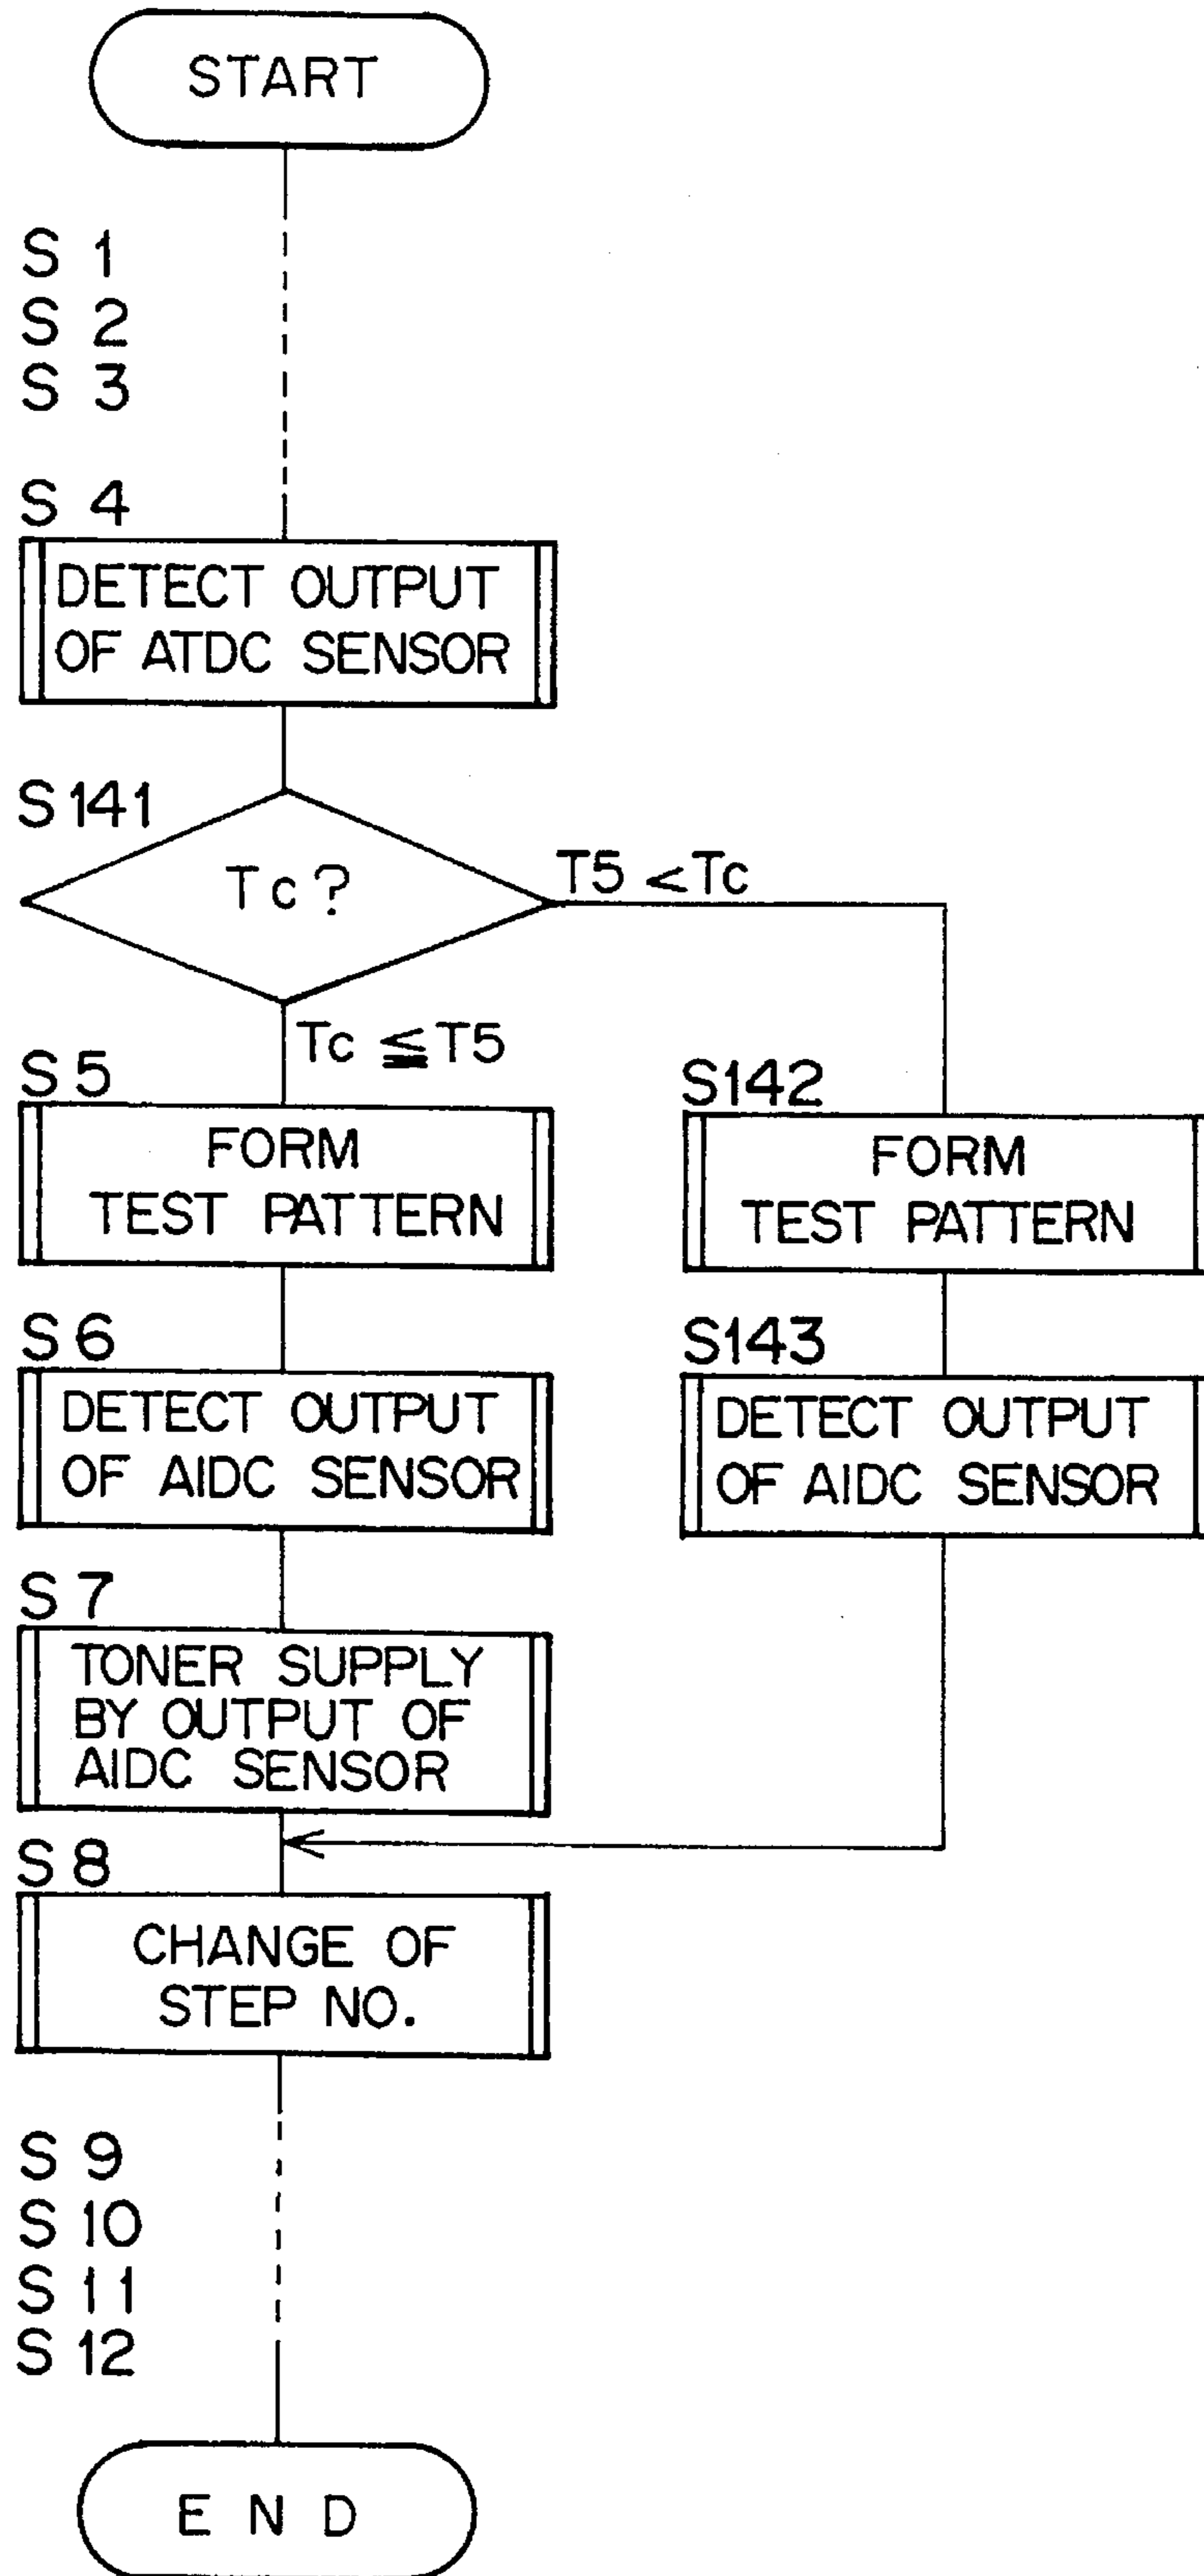 START
S 1
S 2
S 3
S 4
DETECT OUTPUT
OF ATDC SENSOR
S 141
Tc ?
T5 < Tc
Tc ≦ T5
S 5
FORM
TEST PATTERN
S142
FORM
TEST PATTERN
S 6
DETECT OUTPUT
OF AIDC SENSOR
S143
DETECT OUTPUT
OF AIDC SENSOR
S 7
TONER SUPPLY
BY OUTPUT OF
AIDC SENSOR
S 8
CHANGE OF
STEP NO.
S 9
S 10
S 11
S 12
END